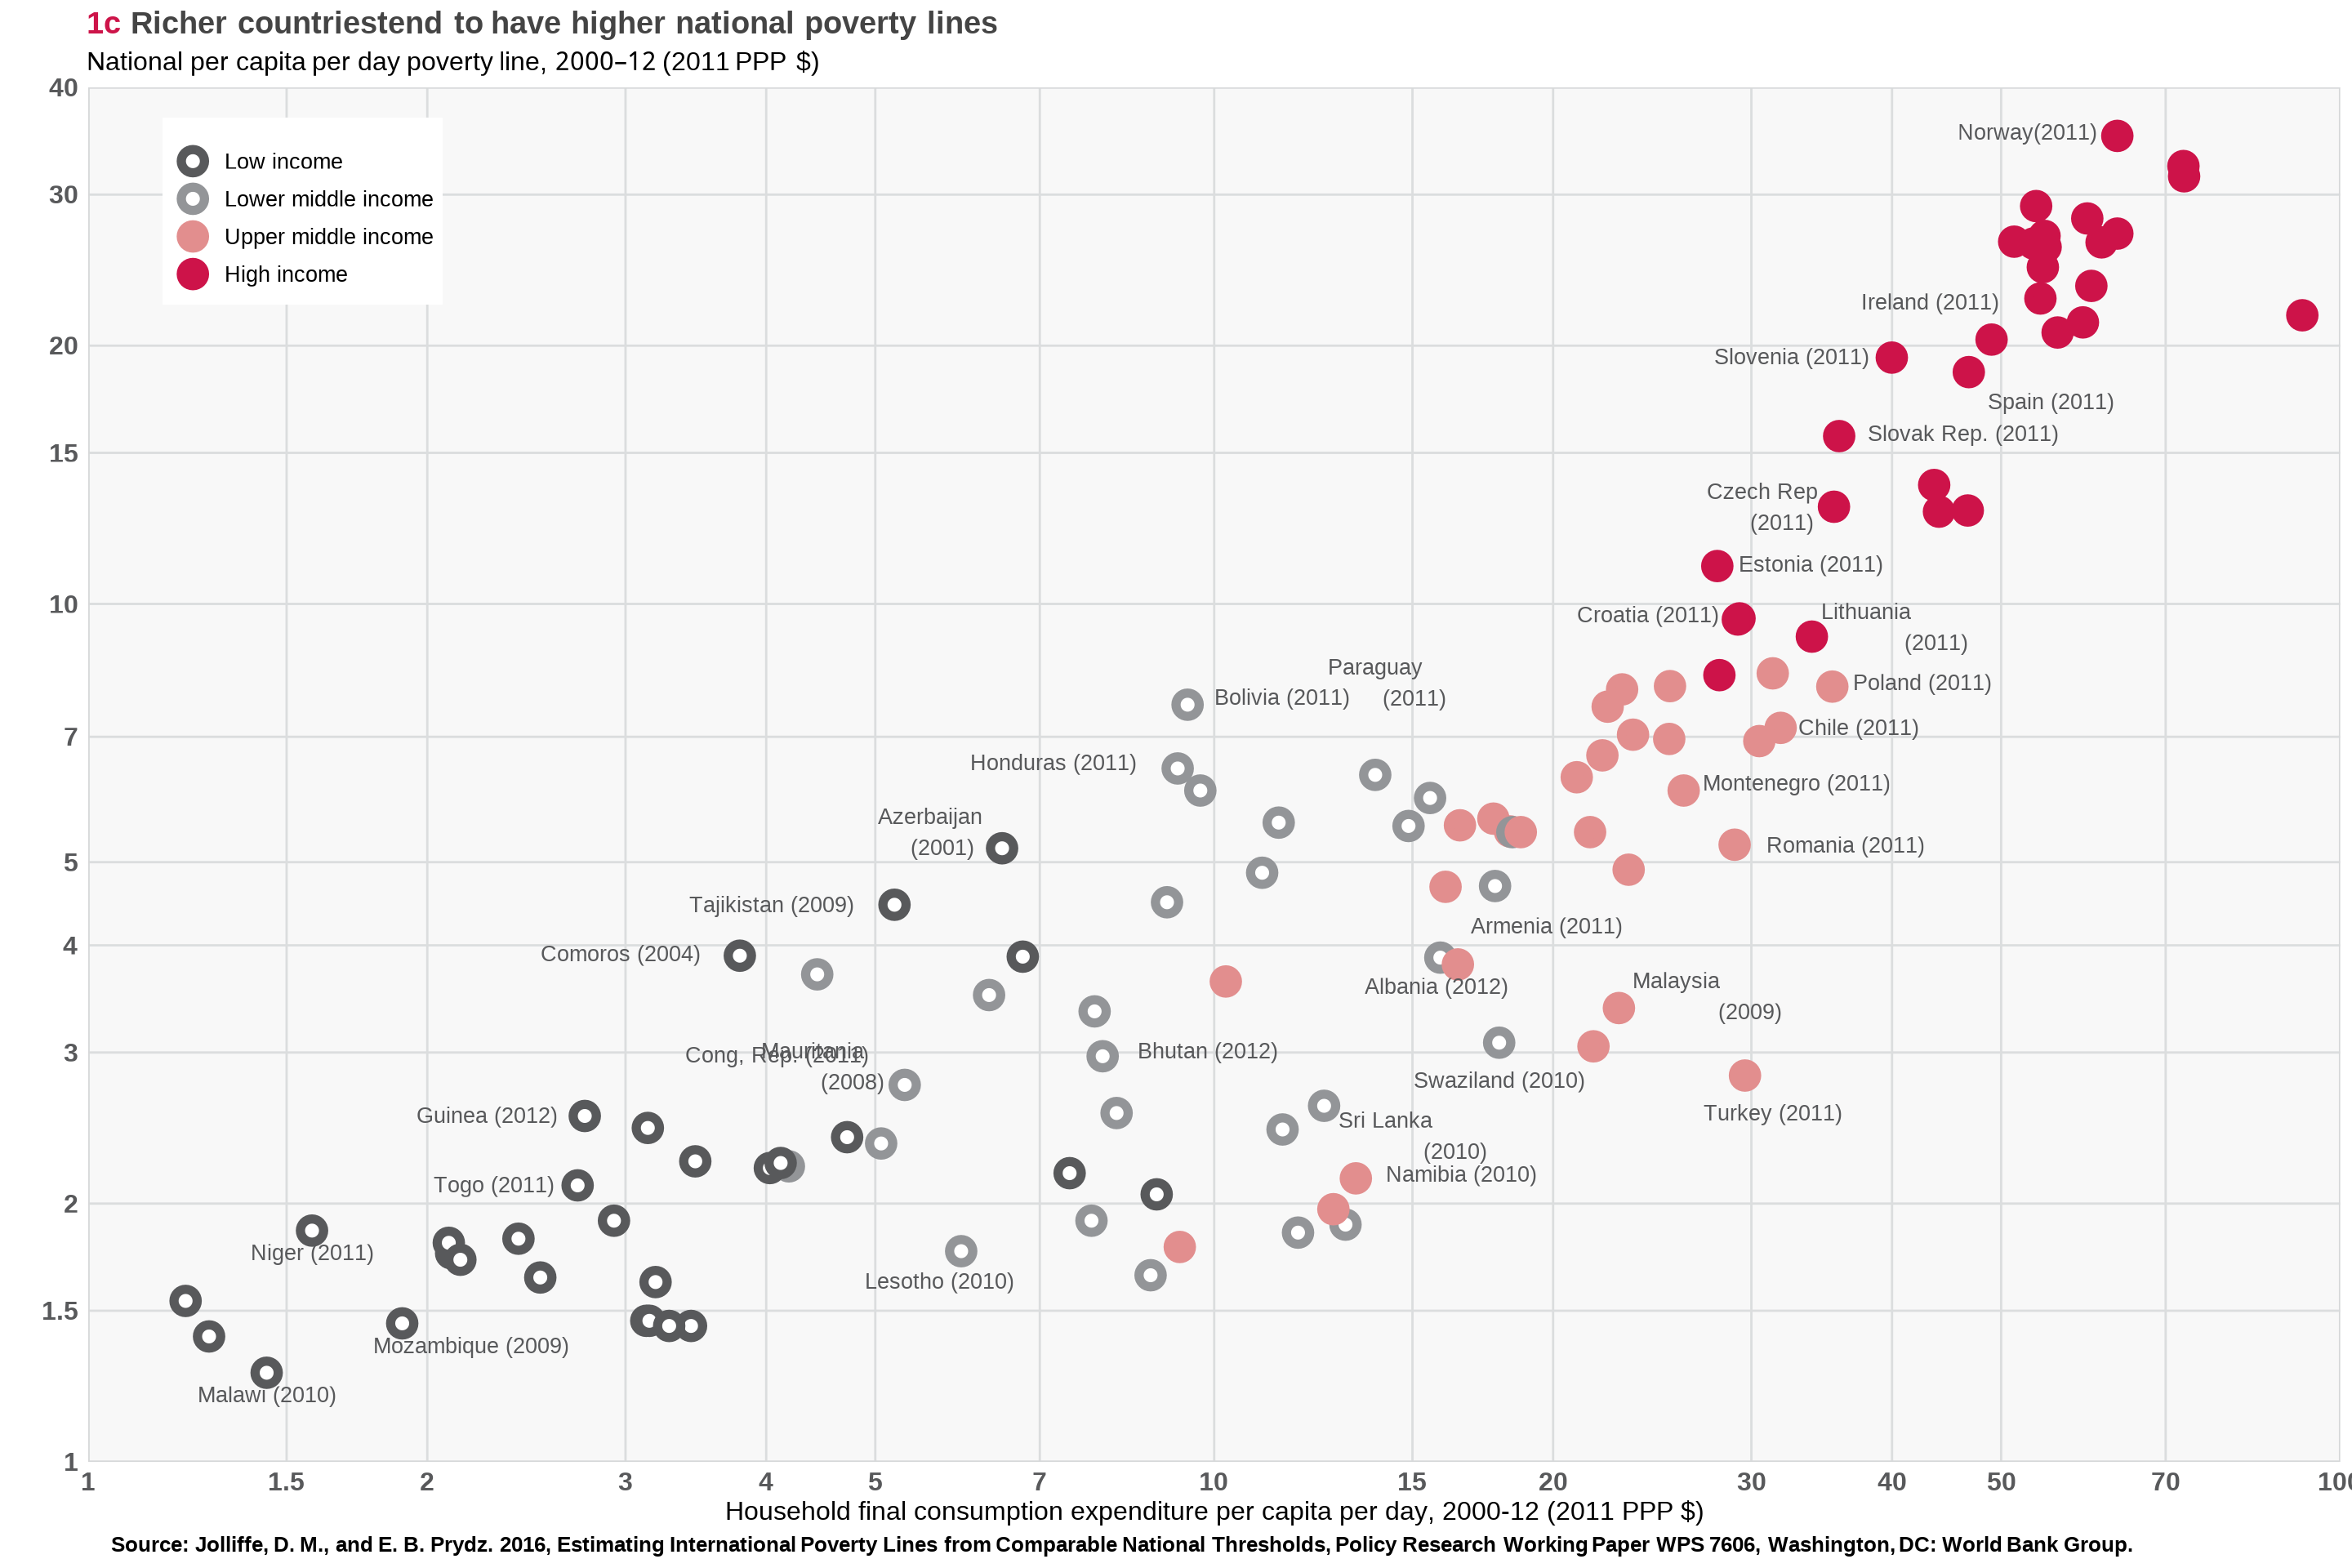 1c Richer countriestend to have higher national poverty lines
National per capita per day poverty line, 2000–12 (2011 PPP $)
40
30
20
15
10
7
5
4
3
2
1.5
1
Low income
Lower middle income
Upper middle income
High income
Norway(2011)
Ireland (2011)
Slovenia (2011)
Spain (2011)
Slovak Rep. (2011)
Czech Rep
(2011)
Estonia (2011)
Croatia (2011)
Lithuania
(2011)
Paraguay
(2011)
Bolivia (2011)
Poland (2011)
Chile (2011)
Honduras (2011)
Montenegro (2011)
Azerbaijan
(2001)
Romania (2011)
Tajikistan (2009)
Armenia (2011)
Comoros (2004)
Albania (2012)
Malaysia
(2009)
Cong, Rep. (2011)
Mauritania
(2008)
Bhutan (2012)
Swaziland (2010)
Turkey (2011)
Guinea (2012)
Sri Lanka
(2010)
Namibia (2010)
Togo (2011)
Niger (2011)
Lesotho (2010)
Mozambique (2009)
Malawi (2010)
1 1.5 2 3 4 5 7 10 15 20 30 40 50 70 100
Household final consumption expenditure per capita per day, 2000-12 (2011 PPP $)
Source: Jolliffe, D. M., and E. B. Prydz. 2016, Estimating International Poverty Lines from Comparable National Thresholds, Policy Research Working Paper WPS 7606, Washington, DC: World Bank Group.